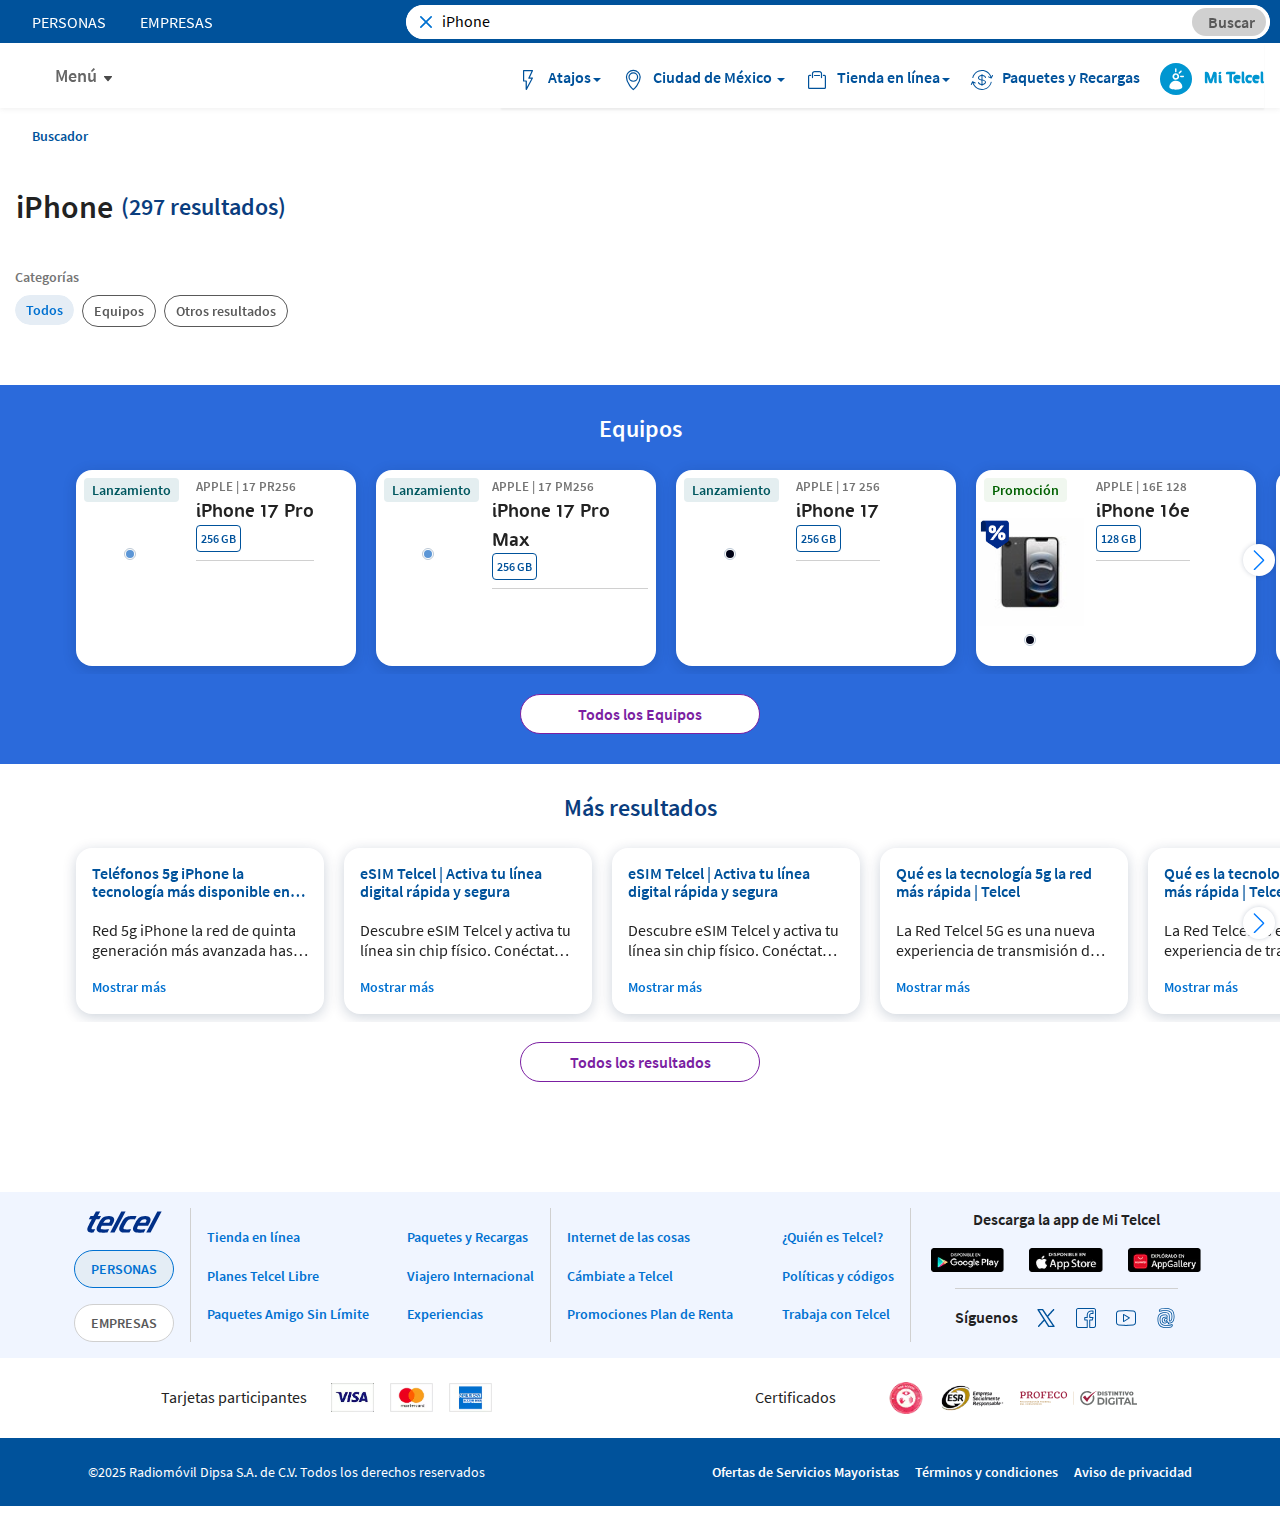 PERSONAS
EMPRESAS
iPhone
Buscar
Menú
Atajos
Ciudad de México
Tienda en línea
Paquetes y Recargas
Mi Telcel
Buscador
iPhone (297 resultados)
Categorías
Todos
Equipos
Otros resultados
Equipos
Lanzamiento
APPLE | 17 PR256
iPhone 17 Pro
256 GB
Lanzamiento
APPLE | 17 PM256
iPhone 17 Pro
Max
256 GB
Lanzamiento
APPLE | 17 256
iPhone 17
256 GB
Promoción
APPLE | 16E 128
iPhone 16e
128 GB
%
Todos los Equipos
Más resultados
Teléfonos 5g iPhone la
tecnología más disponible en…
Red 5g iPhone la red de quinta
generación más avanzada has…
Mostrar más
eSIM Telcel | Activa tu línea
digital rápida y segura
Descubre eSIM Telcel y activa tu
línea sin chip físico. Conéctat…
Mostrar más
eSIM Telcel | Activa tu línea
digital rápida y segura
Descubre eSIM Telcel y activa tu
línea sin chip físico. Conéctat…
Mostrar más
Qué es la tecnología 5g la red
más rápida | Telcel
La Red Telcel 5G es una nueva
experiencia de transmisión d…
Mostrar más
Qué es la tecnolo
más rápida | Telce
La Red Telce
experiencia de tra
Mostrar más
Todos los resultados
telcel
PERSONAS
EMPRESAS
Tienda en línea
Planes Telcel Libre
Paquetes Amigo Sin Límite
Paquetes y Recargas
Viajero Internacional
Experiencias
Internet de las cosas
Cámbiate a Telcel
Promociones Plan de Renta
¿Quién es Telcel?
Políticas y códigos
Trabaja con Telcel
Descarga la app de Mi Telcel
DISPONIBLE EN
Google Play
DISPONIBLE EN
App Store
EXPLÓRALO EN
AppGallery
Síguenos
Tarjetas participantes
VISA
mastercard
Certificados
ESR
Empresa
Socialmente
Responsable
PROFECO
DISTINTIVO
DIGITAL
©2025 Radiomóvil Dipsa S.A. de C.V. Todos los derechos reservados
Ofertas de Servicios Mayoristas
Términos y condiciones
Aviso de privacidad